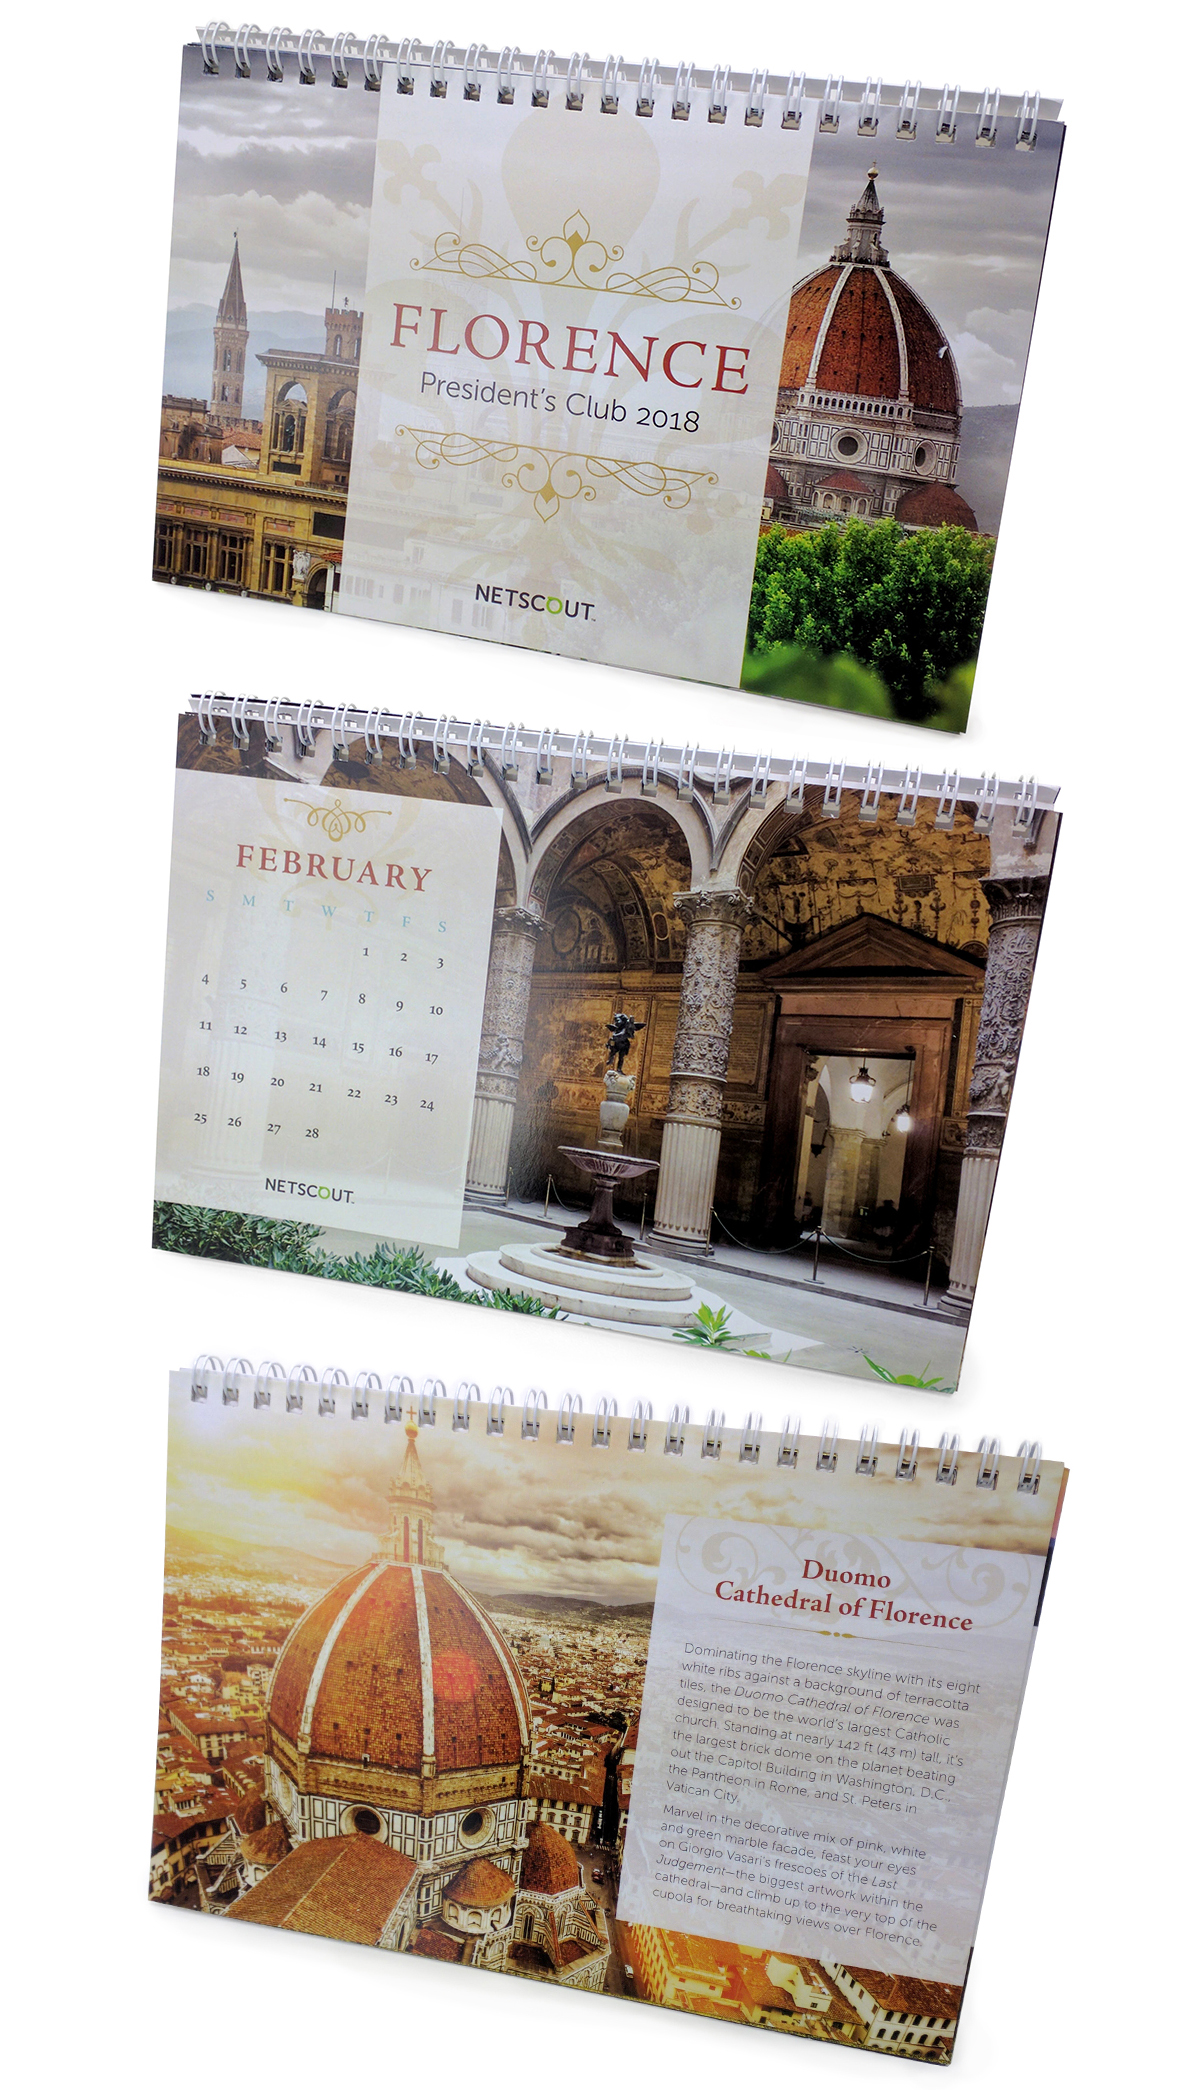 FLORENCE
President's Club 2018
NETSCOUT™
FEBRUARY
S M T W T F S
1 2 3
4 5 6 7 8 9 10
11 12 13 14 15 16 17
18 19 20 21 22 23 24
25 26 27 28
NETSCOUT™
Duomo
Cathedral of Florence
Dominating the Florence skyline with its eight
white ribs against a background of terracotta
tiles, the Duomo Cathedral of Florence was
designed to be the world's largest Catholic
church. Standing at nearly 142 ft (43 m) tall, it's
the largest brick dome on the planet beating
out the Capitol Building in Washington, D.C.,
the Pantheon in Rome, and St. Peters in
Vatican City.
Marvel in the decorative mix of pink, white
and green marble facade, feast your eyes
on Giorgio Vasari's frescoes of the Last
Judgement—the biggest artwork within the
cathedral—and climb up to the very top of the
cupola for breathtaking views over Florence.